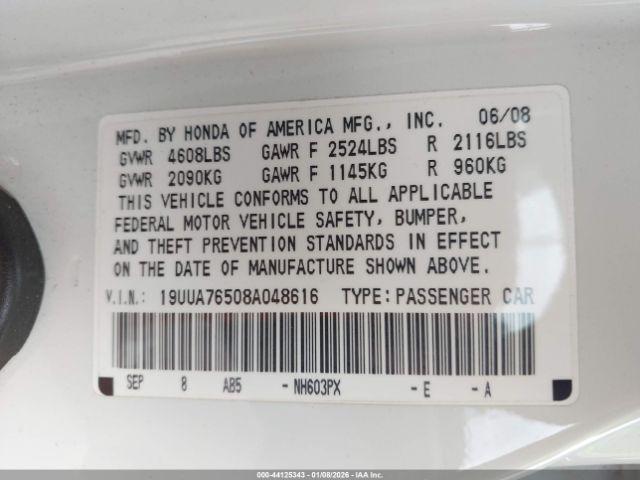 MFD. BY HONDA OF AMERICA MFG., INC. 06/08
GVWR 4608LBS GAWR F 2524LBS R 2116LBS
GVWR 2090KG GAWR F 1145KG R 960KG
THIS VEHICLE CONFORMS TO ALL APPLICABLE
FEDERAL MOTOR VEHICLE SAFETY, BUMPER,
AND THEFT PREVENTION STANDARDS IN EFFECT
ON THE DATE OF MANUFACTURE SHOWN ABOVE.
V.I.N.: 19UUA76508A048616 TYPE:PASSENGER CAR
SEP 8 AB5 -NH603PX -E -A
000-44125343 - 01/08/2026 - IAA Inc.